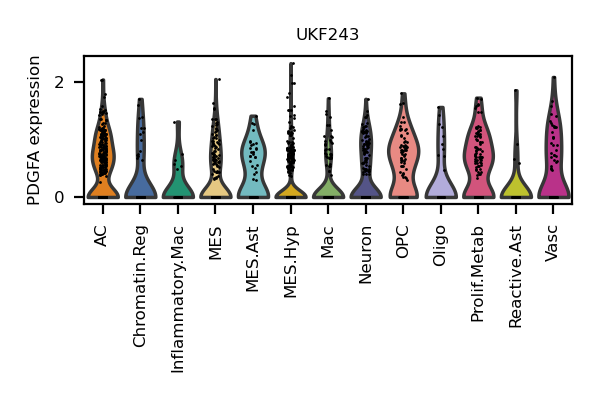 UKF243
PDGFA expression
2
0
AC
Chromatin.Reg
Inflammatory.Mac
MES
MES.Ast
MES.Hyp
Mac
Neuron
OPC
Oligo
Prolif.Metab
Reactive.Ast
Vasc